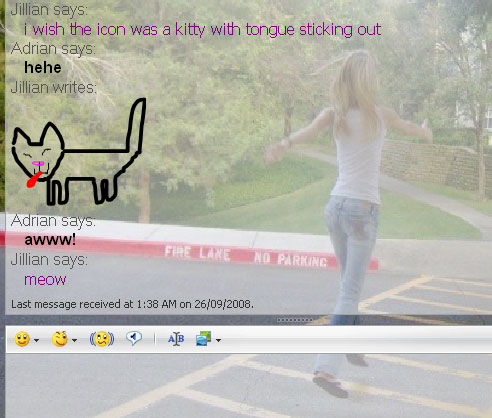 Jillian says:
i wish the icon was a kitty with tongue sticking out
Adrian says:
hehe
Jillian writes:
Adrian says:
awww!
Jillian says:
meow
FIRE LANE NO PARKING
Last message received at 1:38 AM on 26/09/2008.
AB